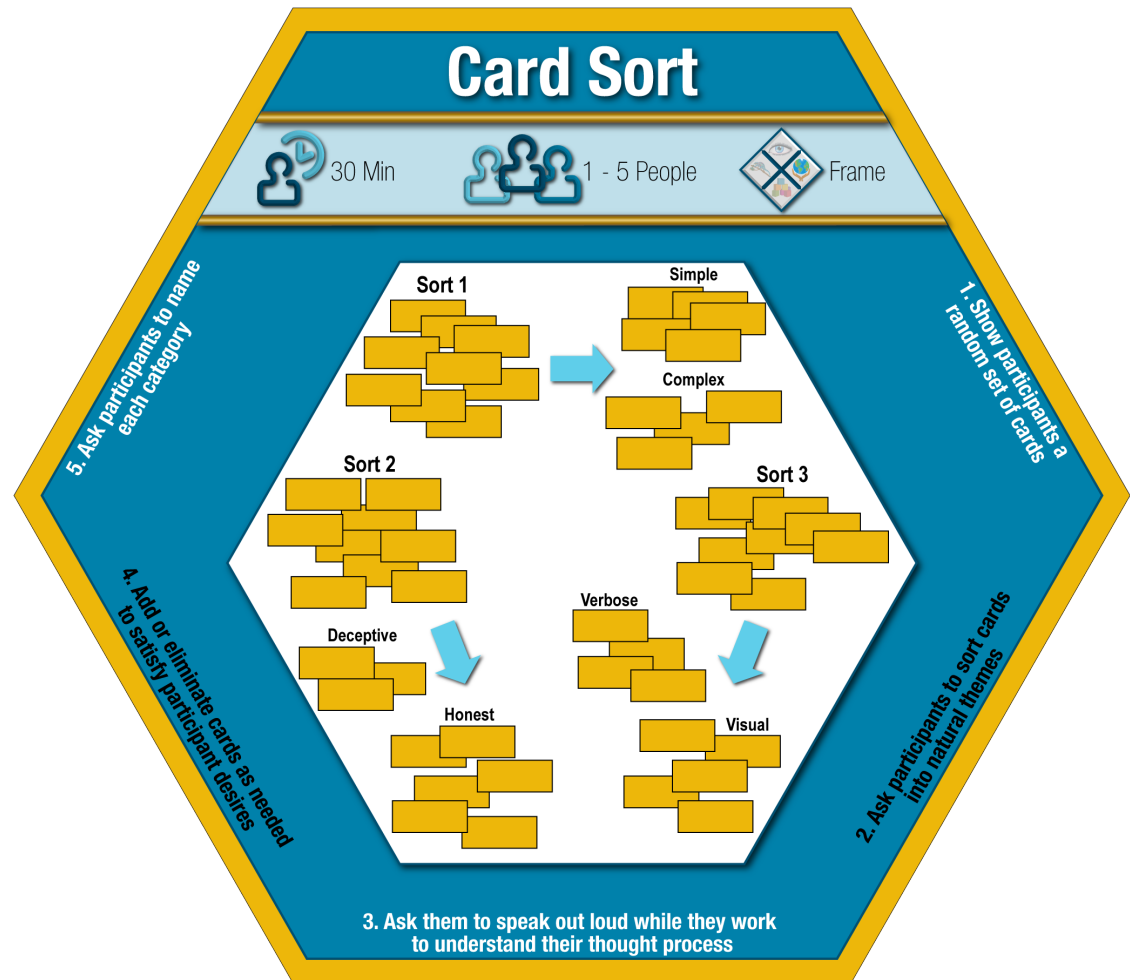 Card Sort
30 Min
1 - 5 People
Frame
1. Show participants a
random set of cards
2. Ask participants to sort cards
into natural themes
3. Ask them to speak out loud while they work
to understand their thought process
4. Add or eliminate cards as needed
to satisfy participant desires
5. Ask participants to name
each category
Sort 1
Simple
Complex
Sort 2
Deceptive
Honest
Sort 3
Verbose
Visual